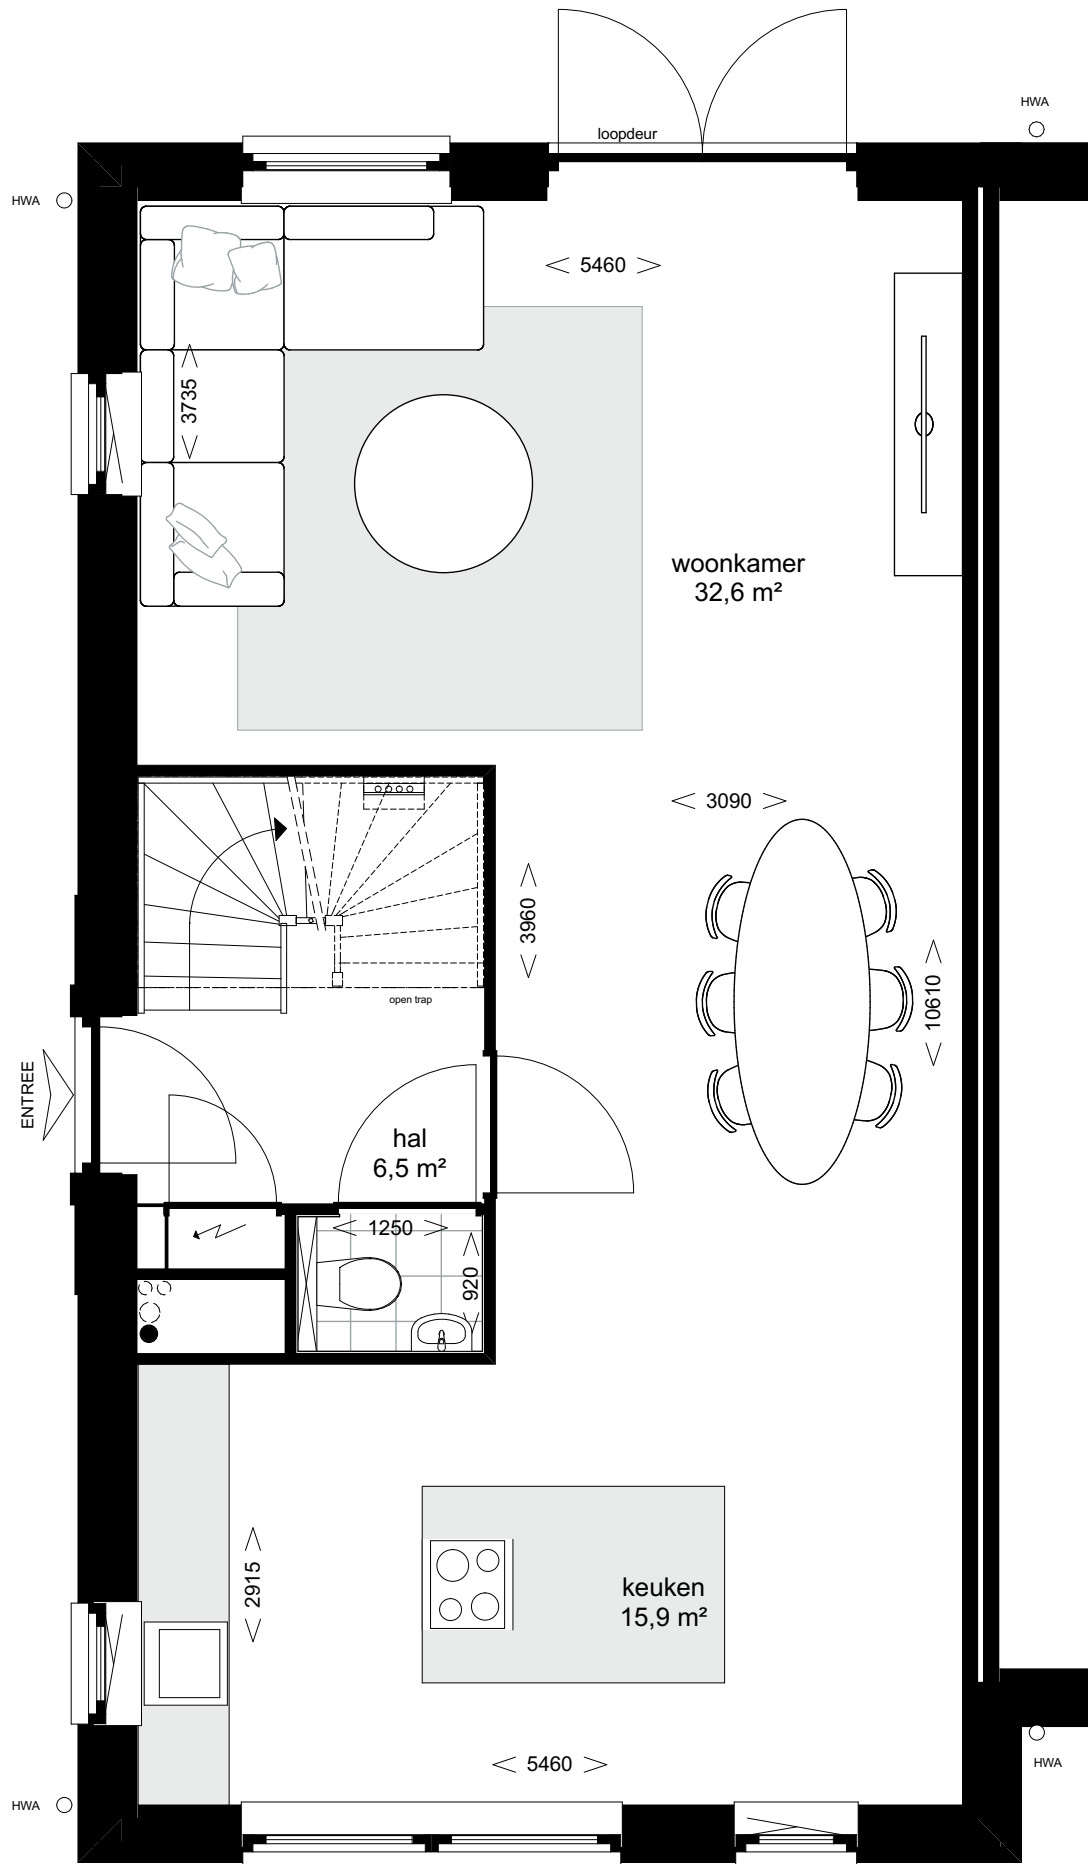 HWA
loopdeur
HWA
5460
3735
woonkamer
32,6 m²
3090
3960
10610
open trap
ENTREE
hal
6,5 m²
1250
920
2915
keuken
15,9 m²
5460
HWA
HWA